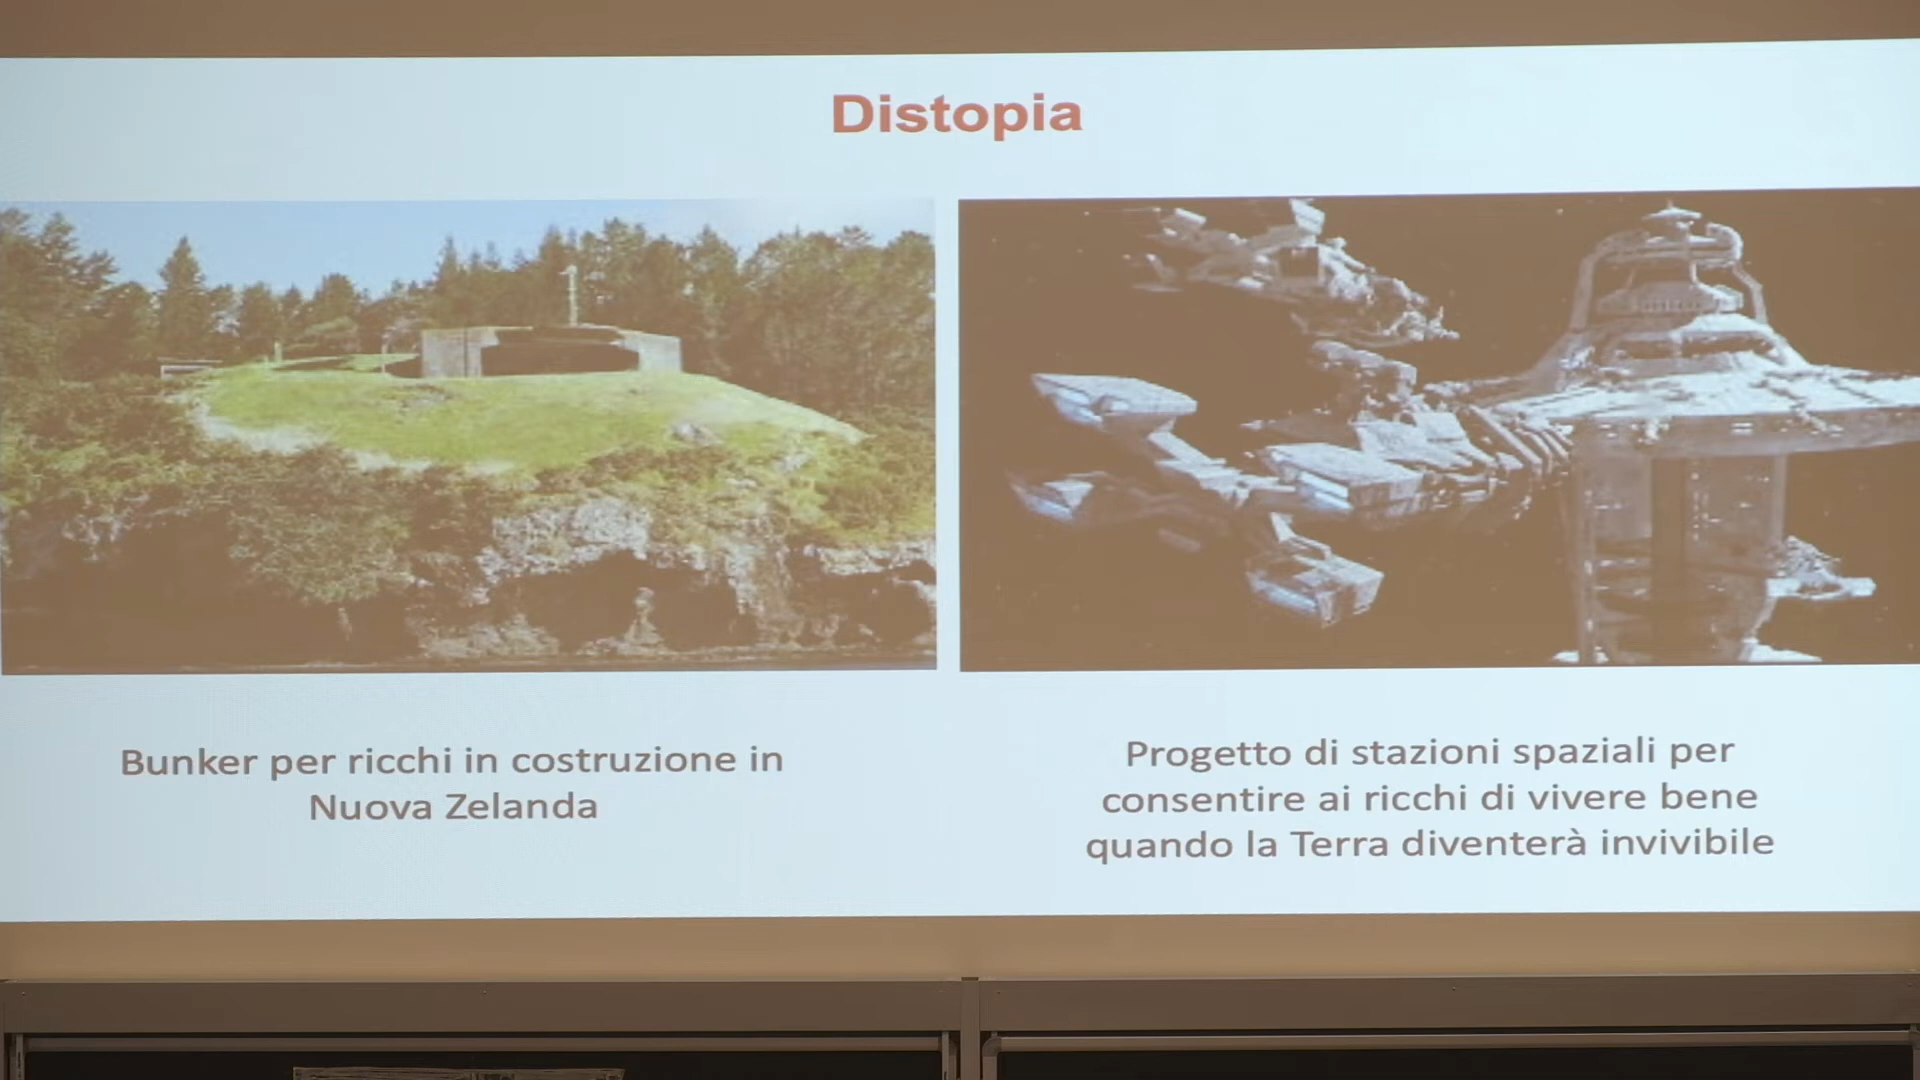 Distopia
Bunker per ricchi in costruzione in
Nuova Zelanda
Progetto di stazioni spaziali per
consentire ai ricchi di vivere bene
quando la Terra diventerà invivibile